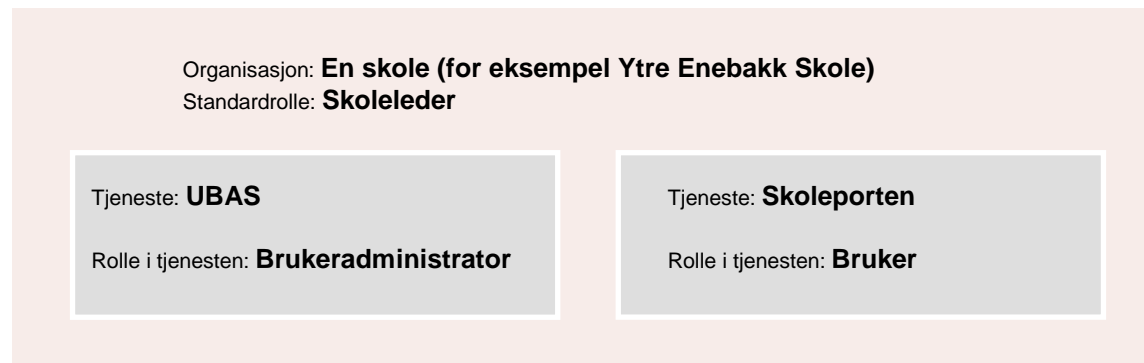 Organisasjon: En skole (for eksempel Ytre Enebakk Skole)
Standardrolle: Skoleleder
Tjeneste: UBAS
Rolle i tjenesten: Brukeradministrator
Tjeneste: Skoleporten
Rolle i tjenesten: Bruker